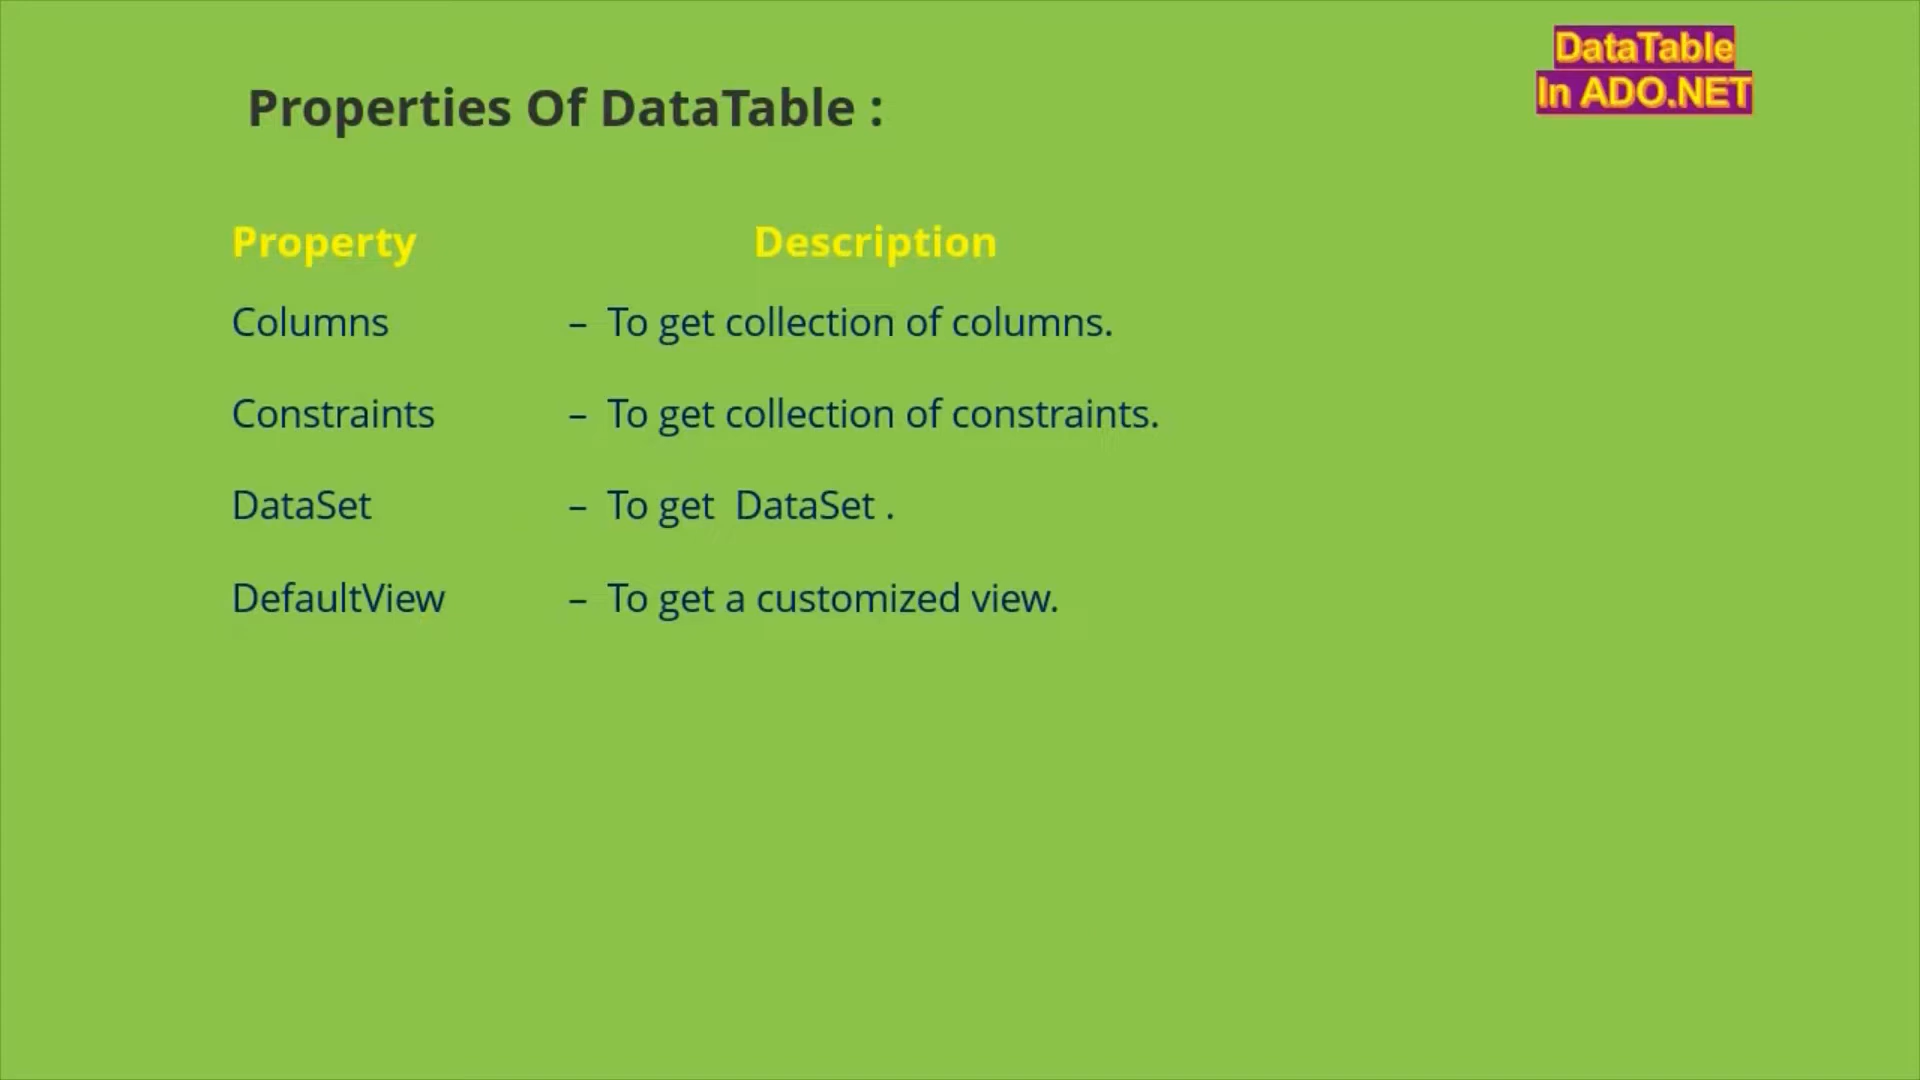 DataTable
In ADO.NET
Properties Of DataTable :
Property Description
Columns – To get collection of columns.
Constraints – To get collection of constraints.
DataSet – To get DataSet .
DefaultView – To get a customized view.